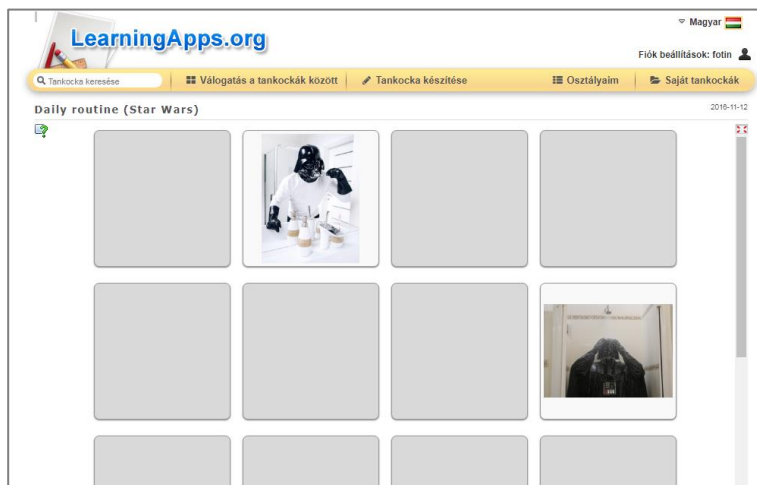 Magyar
LearningApps.org
Fiók beállítások: fotin
Tankocka keresése
Válogatás a tankockák között
Tankocka készítése
Osztályaim
Saját tankockák
Daily routine (Star Wars)
2016-11-12